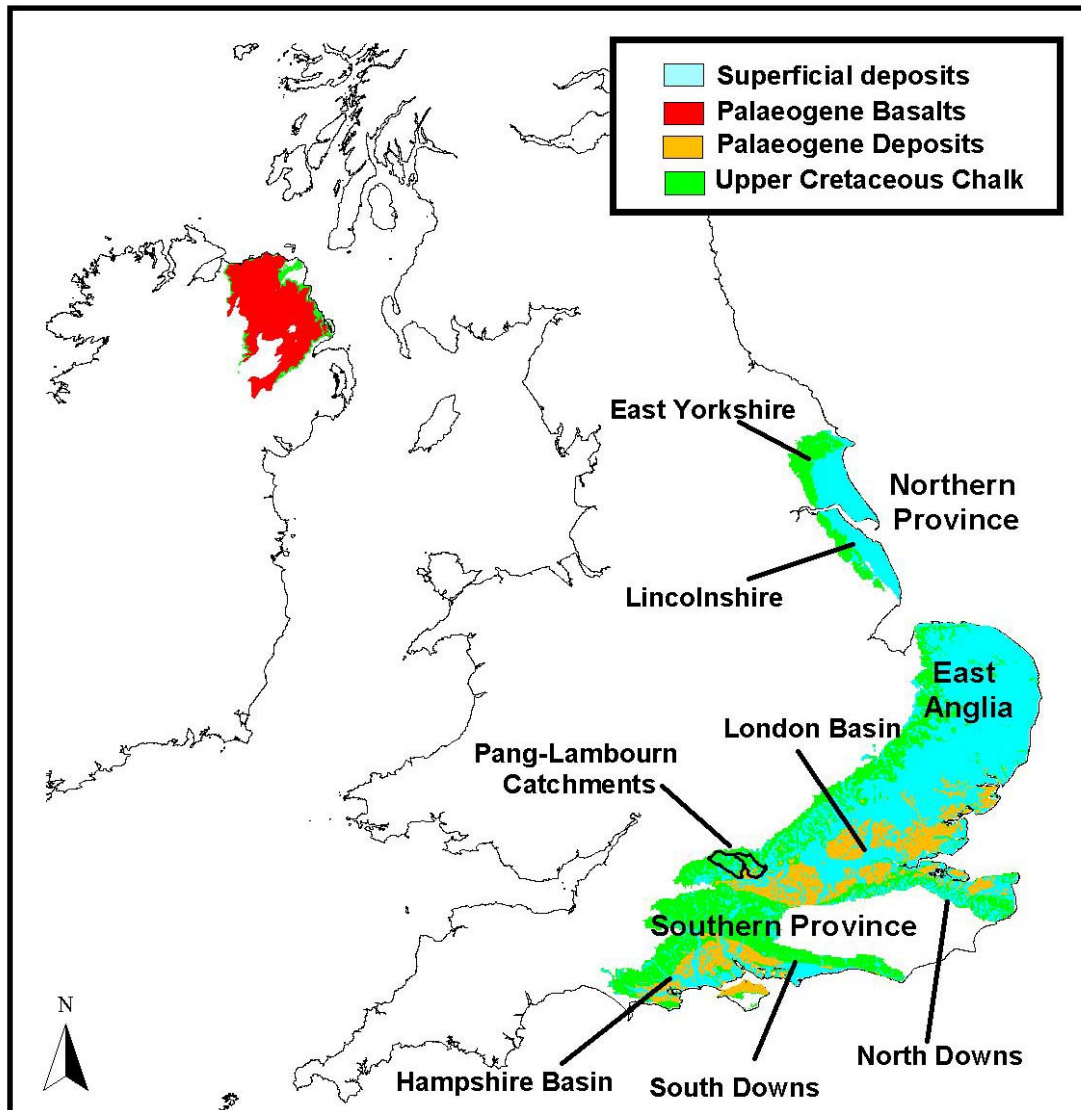 Superficial deposits
Palaeogene Basalts
Palaeogene Deposits
Upper Cretaceous Chalk
East Yorkshire
Northern
Province
Lincolnshire
East
Anglia
London Basin
Pang-Lambourn
Catchments
Southern Province
N
North Downs
Hampshire Basin
South Downs